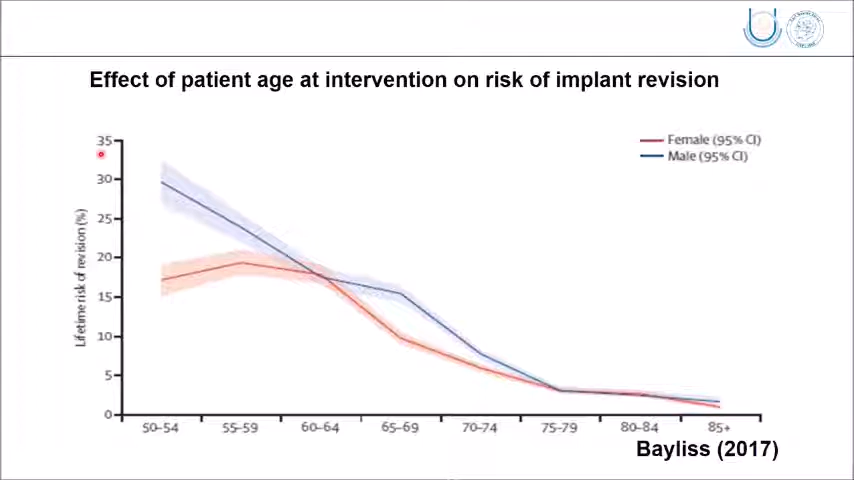 Effect of patient age at intervention on risk of implant revision
Female (95% CI)
Male (95% CI)
Lifetime risk of revision (%)
35
30
25
20
15
10
5
0
50–54 55–59 60–64 65–69 70–74 75–79 80–84 85+
Bayliss (2017)